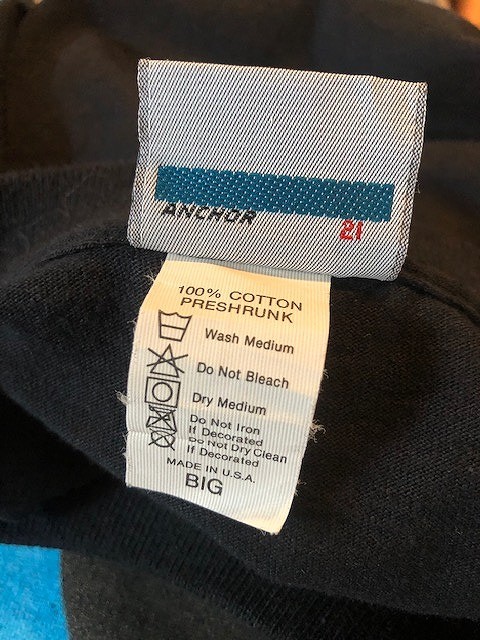 ANCHOR
21
100% COTTON
PRESHRUNK
Wash Medium
Do Not Bleach
Dry Medium
Do Not Iron
If Decorated
Do Not Dry Clean
If Decorated
MADE IN U.S.A.
BIG